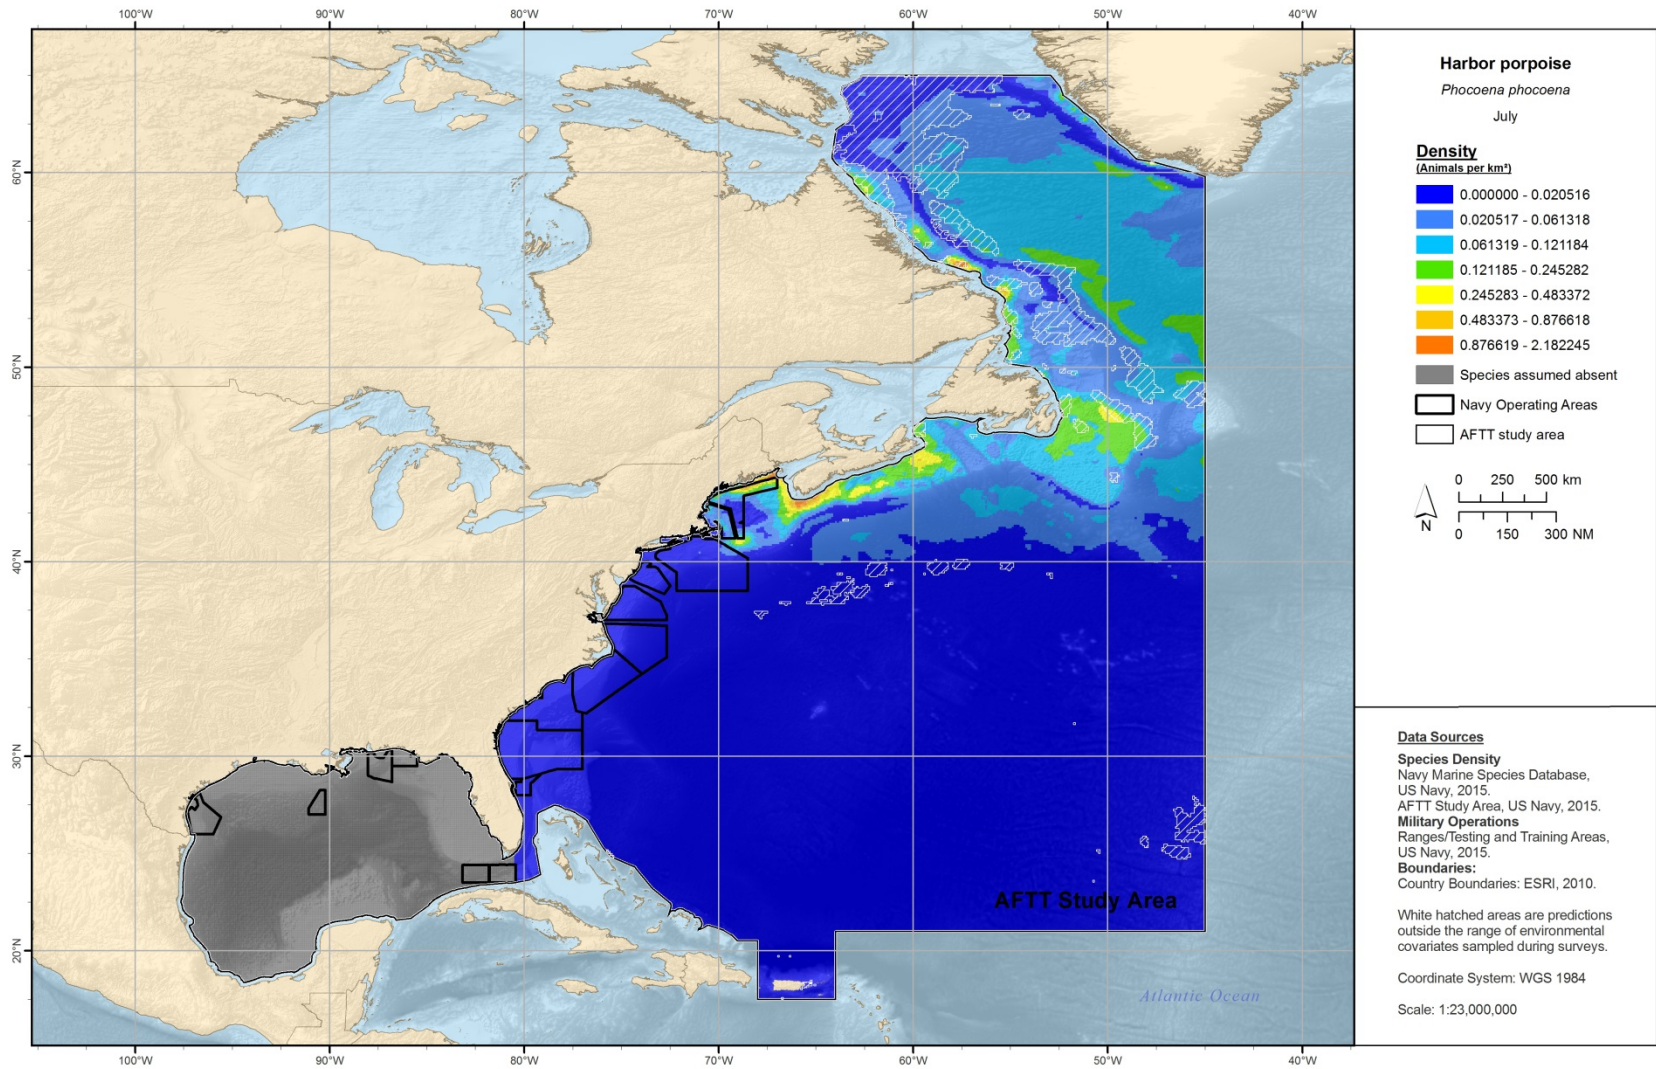 100°W
90°W
80°W
70°W
60°W
50°W
40°W
60°N
50°N
40°N
30°N
20°N
60°N
50°N
40°N
30°N
20°N
AFTT Study Area
Atlantic Ocean
100°W
90°W
80°W
70°W
60°W
50°W
40°W
Harbor porpoise
Phocoena phocoena
July
Density
(Animals per km²)
0.000000 - 0.020516
0.020517 - 0.061318
0.061319 - 0.121184
0.121185 - 0.245282
0.245283 - 0.483372
0.483373 - 0.876618
0.876619 - 2.182245
Species assumed absent
Navy Operating Areas
AFTT study area
0 250 500 km
N
0 150 300 NM
Data Sources
Species Density
Navy Marine Species Database,
US Navy, 2015.
AFTT Study Area, US Navy, 2015.
Military Operations
Ranges/Testing and Training Areas,
US Navy, 2015.
Boundaries:
Country Boundaries: ESRI, 2010.
White hatched areas are predictions
outside the range of environmental
covariates sampled during surveys.
Coordinate System: WGS 1984
Scale: 1:23,000,000